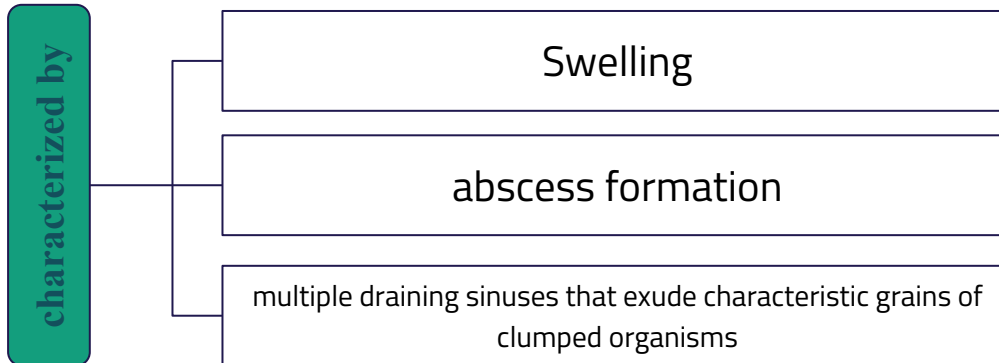 characterized by
Swelling
abscess formation
multiple draining sinuses that exude characteristic grains of
clumped organisms